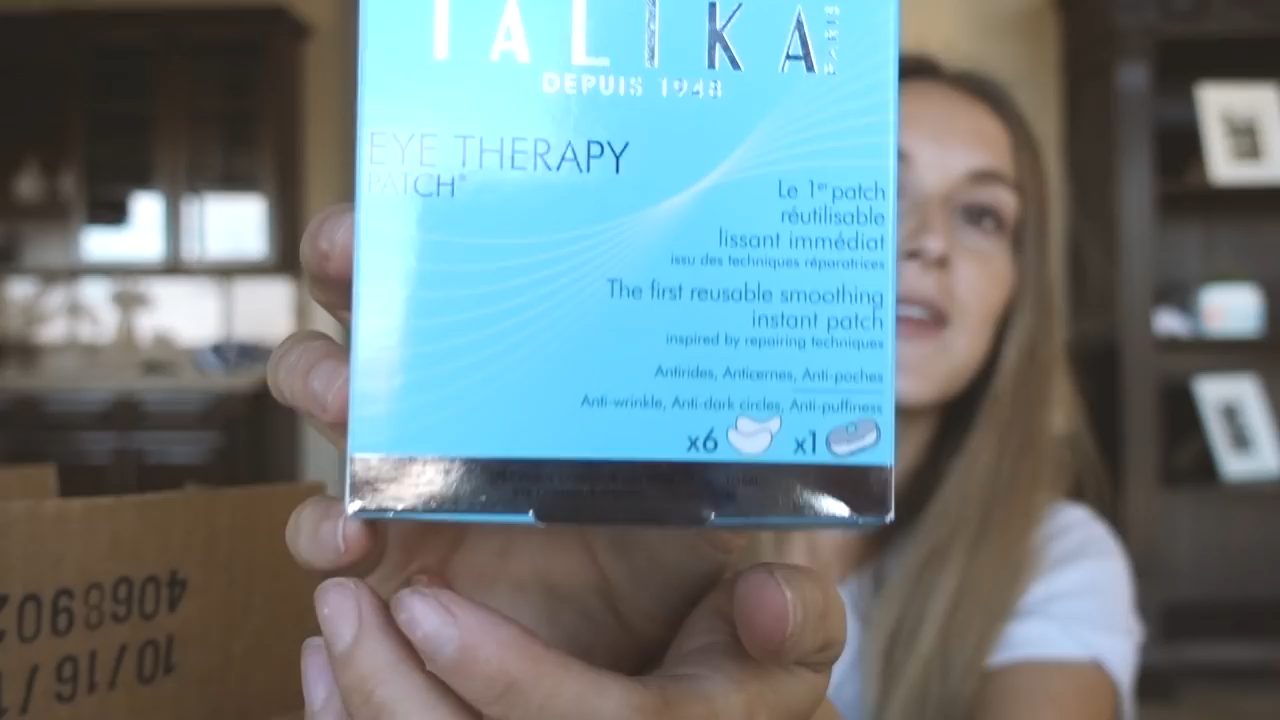 TALIKA
PARIS
DEPUIS 1948
EYE THERAPY
PATCH®
Le 1er patch
réutilisable
lissant immédiat
issu des techniques réparatrices
The first reusable smoothing
instant patch
inspired by repairing techniques
Antirides, Anticernes, Anti-poches
Anti-wrinkle, Anti-dark circles, Anti-puffiness
x6 x1
406890
10/16/1